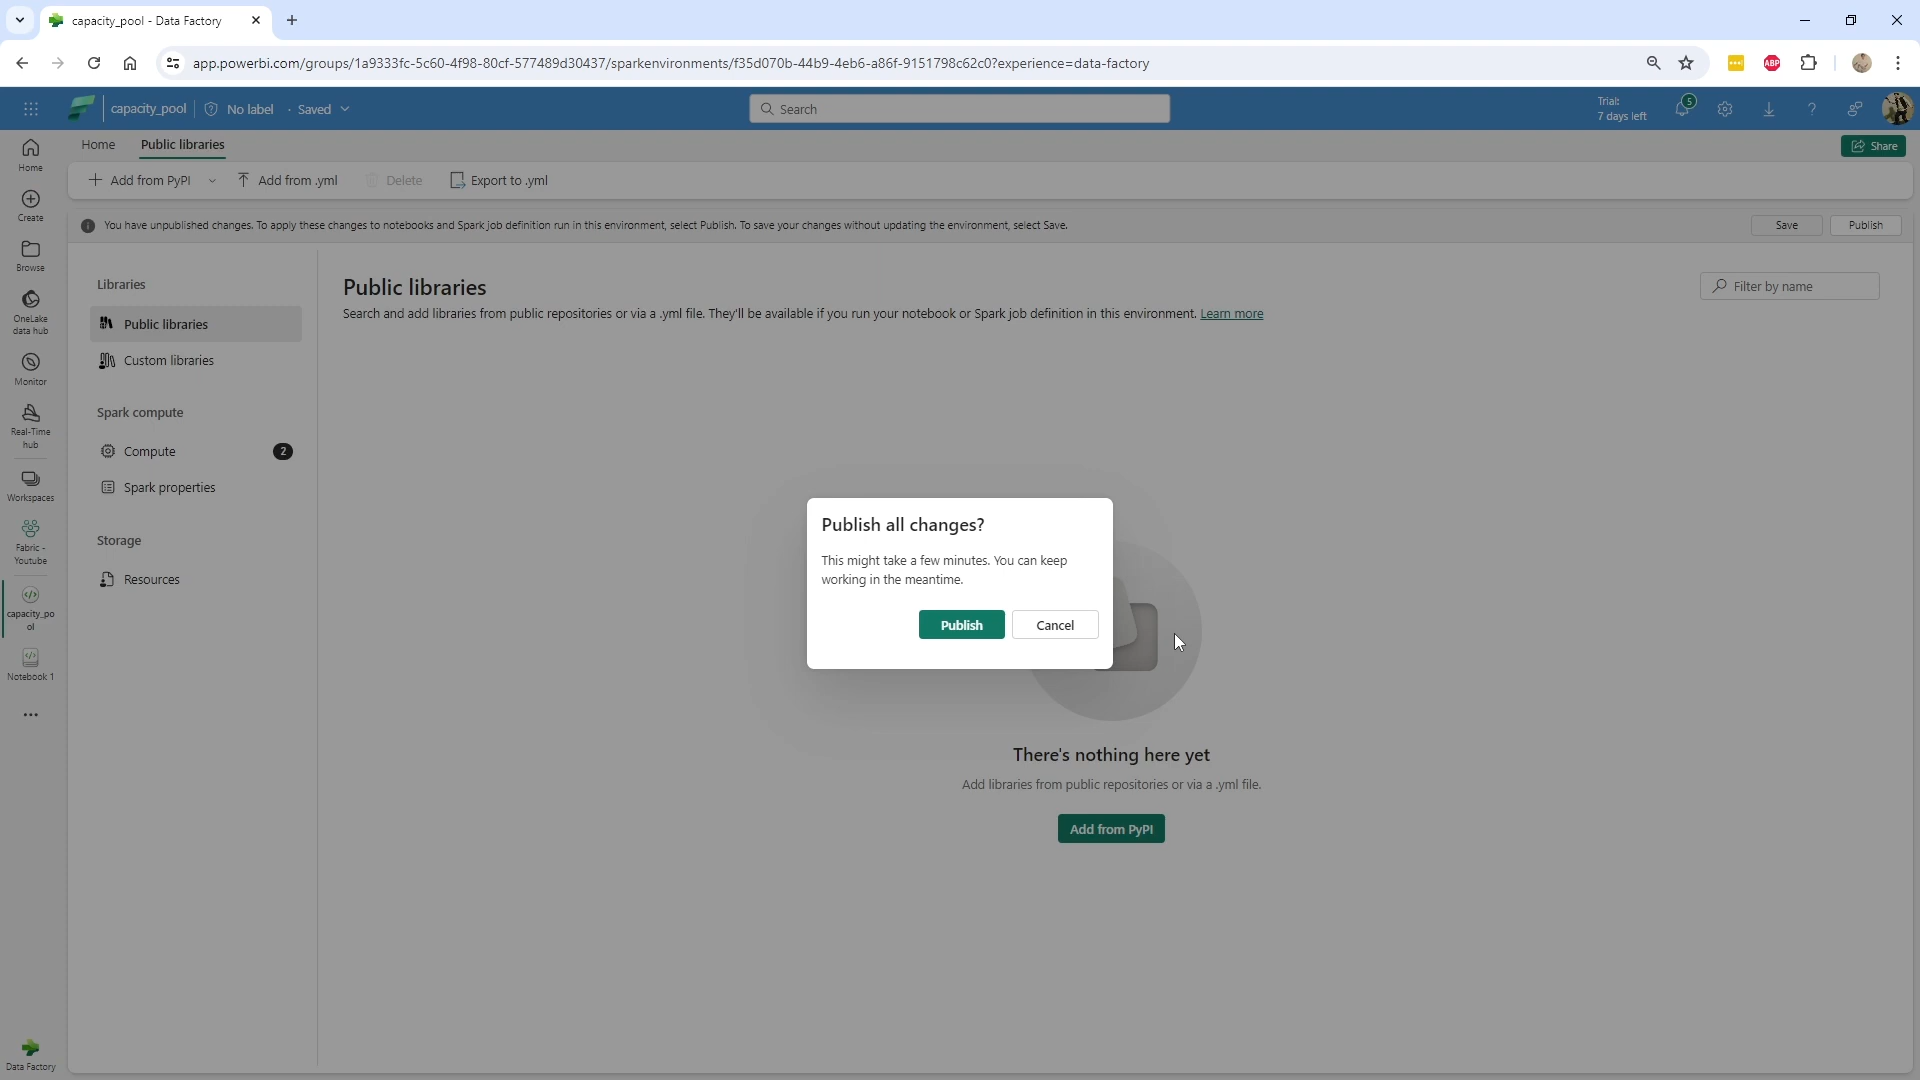 capacity_pool - Data Factory
app.powerbi.com/groups/1a9333fc-5c60-4f98-80cf-577489d30437/sparkenvironments/f35d070b-44b9-4eb6-a86f-9151798c62c0?experience=data-factory
ABP
capacity_pool
No label
· Saved
Search
Trial:
7 days left
5
?
Home
Public libraries
Share
Add from PyPI
Add from .yml
Delete
Export to .yml
You have unpublished changes. To apply these changes to notebooks and Spark job definition run in this environment, select Publish. To save your changes without updating the environment, select Save.
Save
Publish
Home
Create
Browse
OneLake
data hub
Monitor
Real-Time
hub
Workspaces
Fabric -
Youtube
capacity_po
ol
Notebook 1
Data Factory
Libraries
Public libraries
Custom libraries
Spark compute
Compute
2
Spark properties
Storage
Resources
Public libraries
Filter by name
Search and add libraries from public repositories or via a .yml file. They'll be available if you run your notebook or Spark job definition in this environment. Learn more
Publish all changes?
This might take a few minutes. You can keep
working in the meantime.
Publish
Cancel
There's nothing here yet
Add libraries from public repositories or via a .yml file.
Add from PyPI